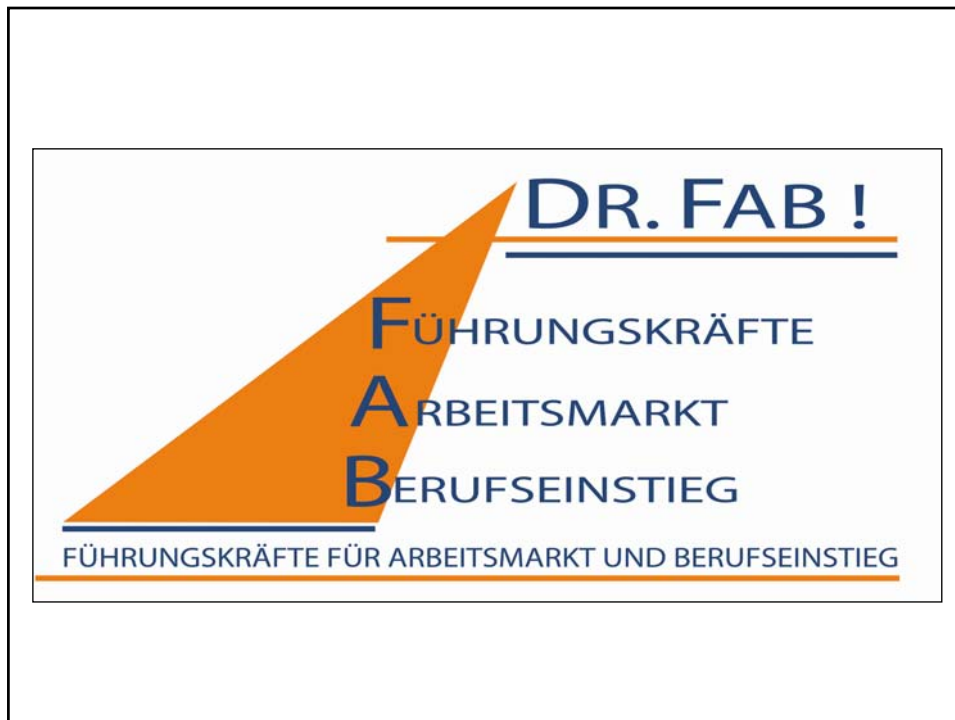 DR. FAB !
FÜHRUNGSKRÄFTE
ARBEITSMARKT
BERUFSEINSTIEG
FÜHRUNGSKRÄFTE FÜR ARBEITSMARKT UND BERUFSEINSTIEG